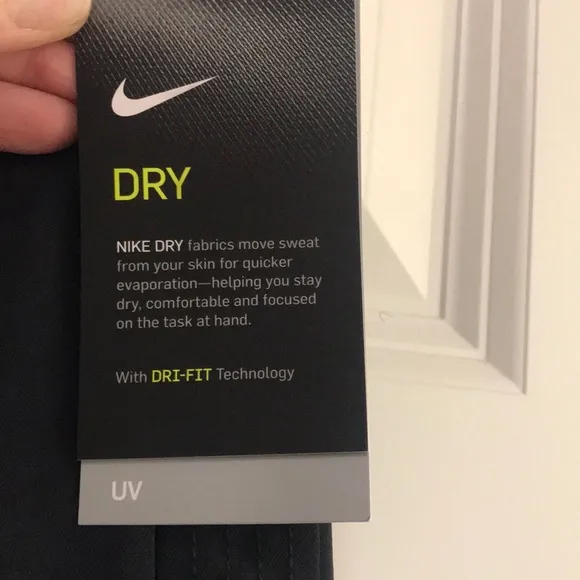 DRY
NIKE DRY fabrics move sweat
from your skin for quicker
evaporation—helping you stay
dry, comfortable and focused
on the task at hand.
With DRI-FIT Technology
UV